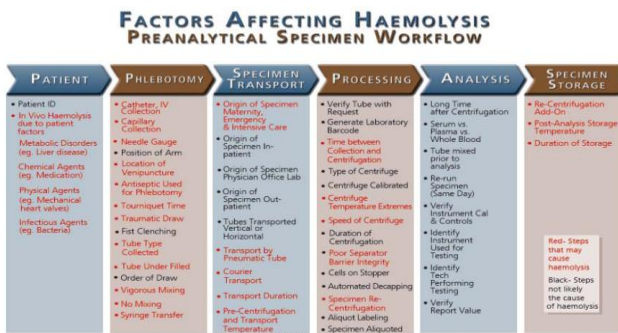 FACTORS AFFECTING HAEMOLYSIS
PREANALYTICAL SPECIMEN WORKFLOW
PATIENT
• Patient ID
• In Vivo Haemolysis
due to patient
factors
Metabolic Disorders
(eg. Liver disease)
Chemical Agents
(eg. Medication)
Physical Agents
(eg. Mechanical
heart valves)
Infectious Agents
(eg. Bacteria)
PHLEBOTOMY
• Catheter, IV
Collection
• Capillary
Collection
• Needle Gauge
• Position of Arm
• Location of
Venipuncture
• Antiseptic Used
for Phlebotomy
• Tourniquet Time
• Traumatic Draw
• Fist Clenching
• Tube Type
Collected
• Tube Under Filled
• Order of Draw
• Vigorous Mixing
• No Mixing
• Syringe Transfer
SPECIMEN
TRANSPORT
• Origin of Specimen
Maternity,
Emergency
& Intensive Care
• Origin of
Specimen In-
patient
• Origin of Specimen
Physician Office Lab
• Origin of
Specimen Out-
patient
• Tubes Transported
Vertical or
Horizontal
• Transport by
Pneumatic Tube
• Courier
Transport
• Transport Duration
• Pre-Centrifugation
and Transport
Temperature
PROCESSING
• Verify Tube with
Request
• Generate Laboratory
Barcode
• Time between
Collection and
Centrifugation
• Type of Centrifuge
• Centrifuge Calibrated
• Centrifuge
Temperature Extremes
• Speed of Centrifuge
• Duration of
Centrifugation
• Poor Separator
Barrier Integrity
• Cells on Stopper
• Automated Decapping
• Specimen Re-
Centrifugation
• Aliquot Labeling
• Specimen Aliquoted
ANALYSIS
• Long Time
after Centrifugation
• Serum vs.
Plasma vs.
Whole Blood
• Tube mixed
prior to
analysis
• Re-run
Specimen
(Same Day)
• Verify
Instrument Cal
& Controls
• Identify
Instrument
Used for
Testing
• Identify
Tech
Performing
Testing
• Verify
Report Value
SPECIMEN
STORAGE
• Re-Centrifugation
Add-On
• Post-Analysis Storage
Temperature
• Duration of Storage
Red- Steps
that may
cause
haemolysis
Black- Steps
not likely
the cause
of haemolysis